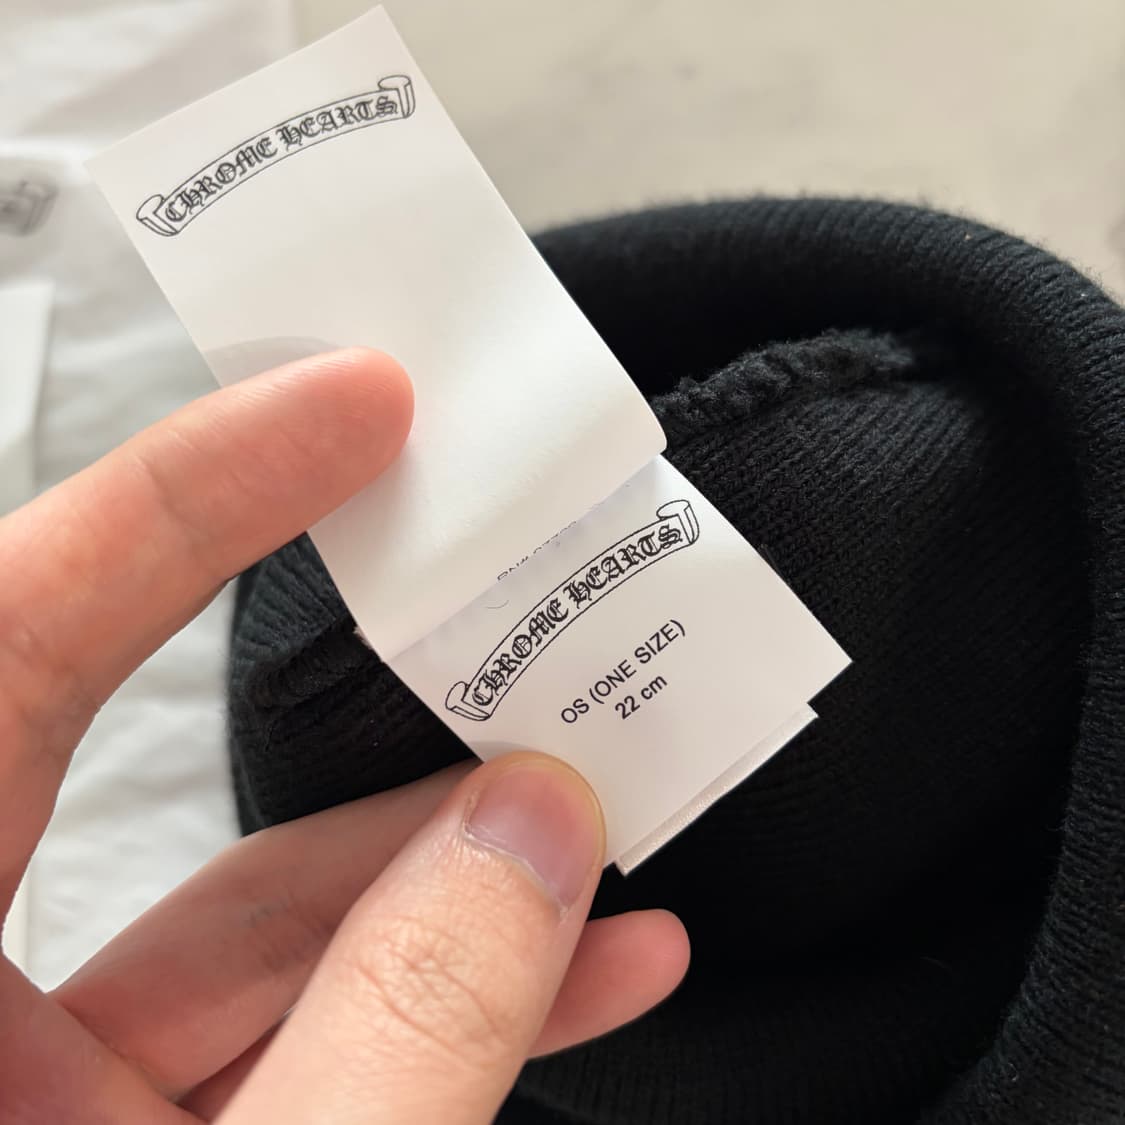 CHROME HEARTS
CHROME HEARTS
OS (ONE SIZE)
22 cm